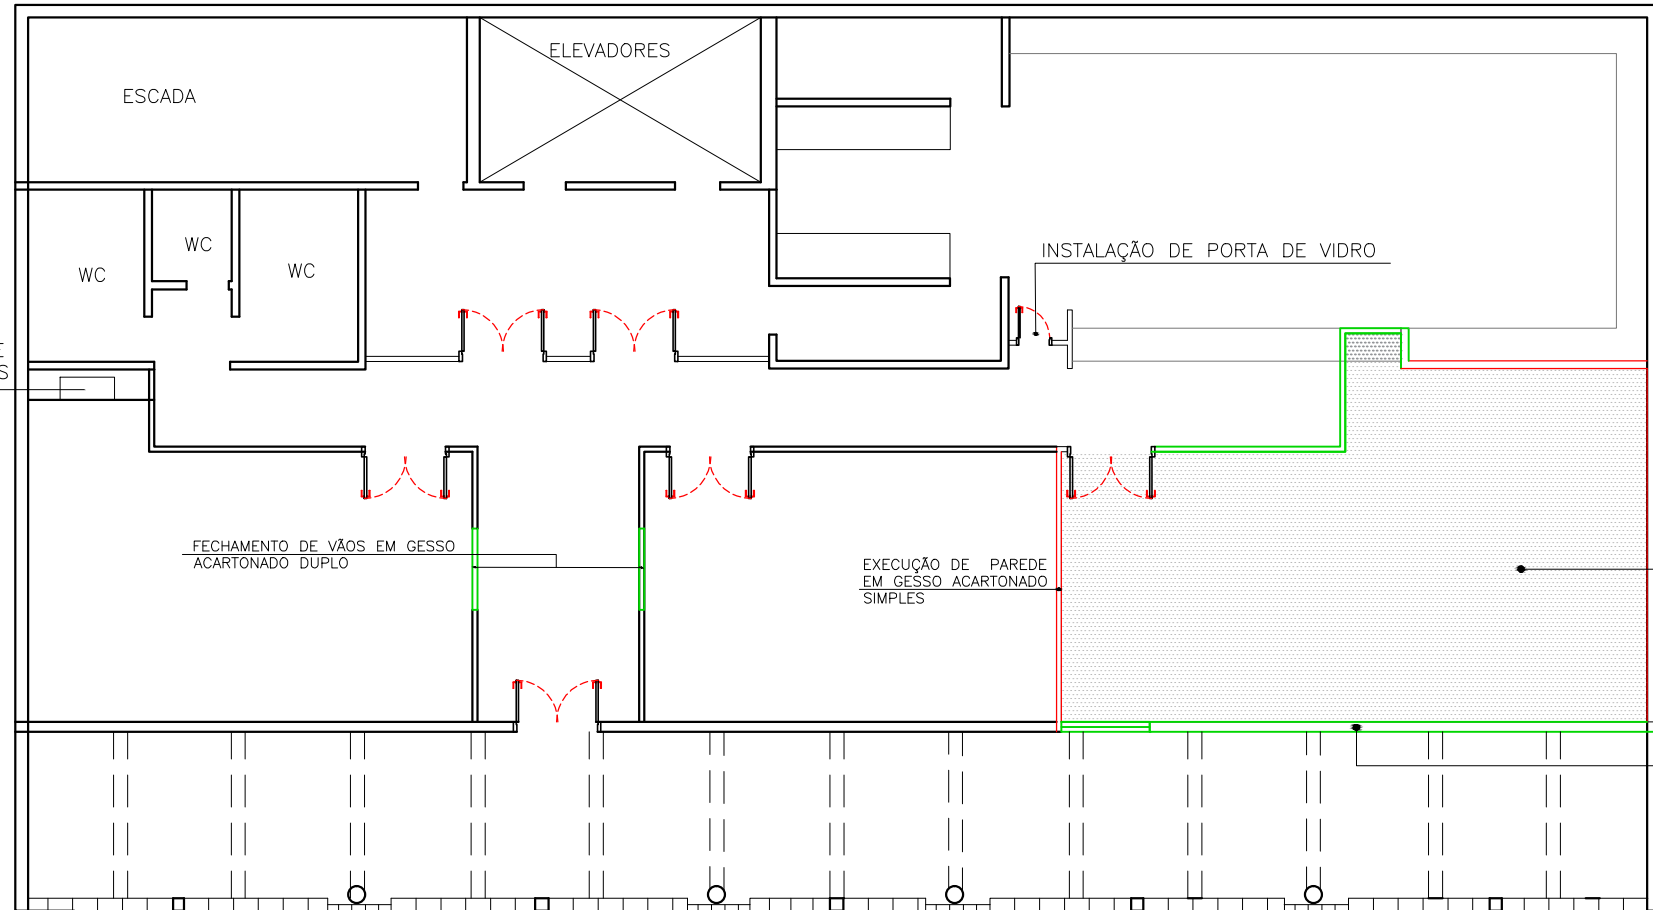 ELEVADORES
ESCADA
WC
WC
WC
INSTALAÇÃO DE PORTA DE VIDRO
S
FECHAMENTO DE VÃOS EM GESSO
ACARTONADO DUPLO
EXECUÇÃO DE PAREDE
EM GESSO ACARTONADO
SIMPLES